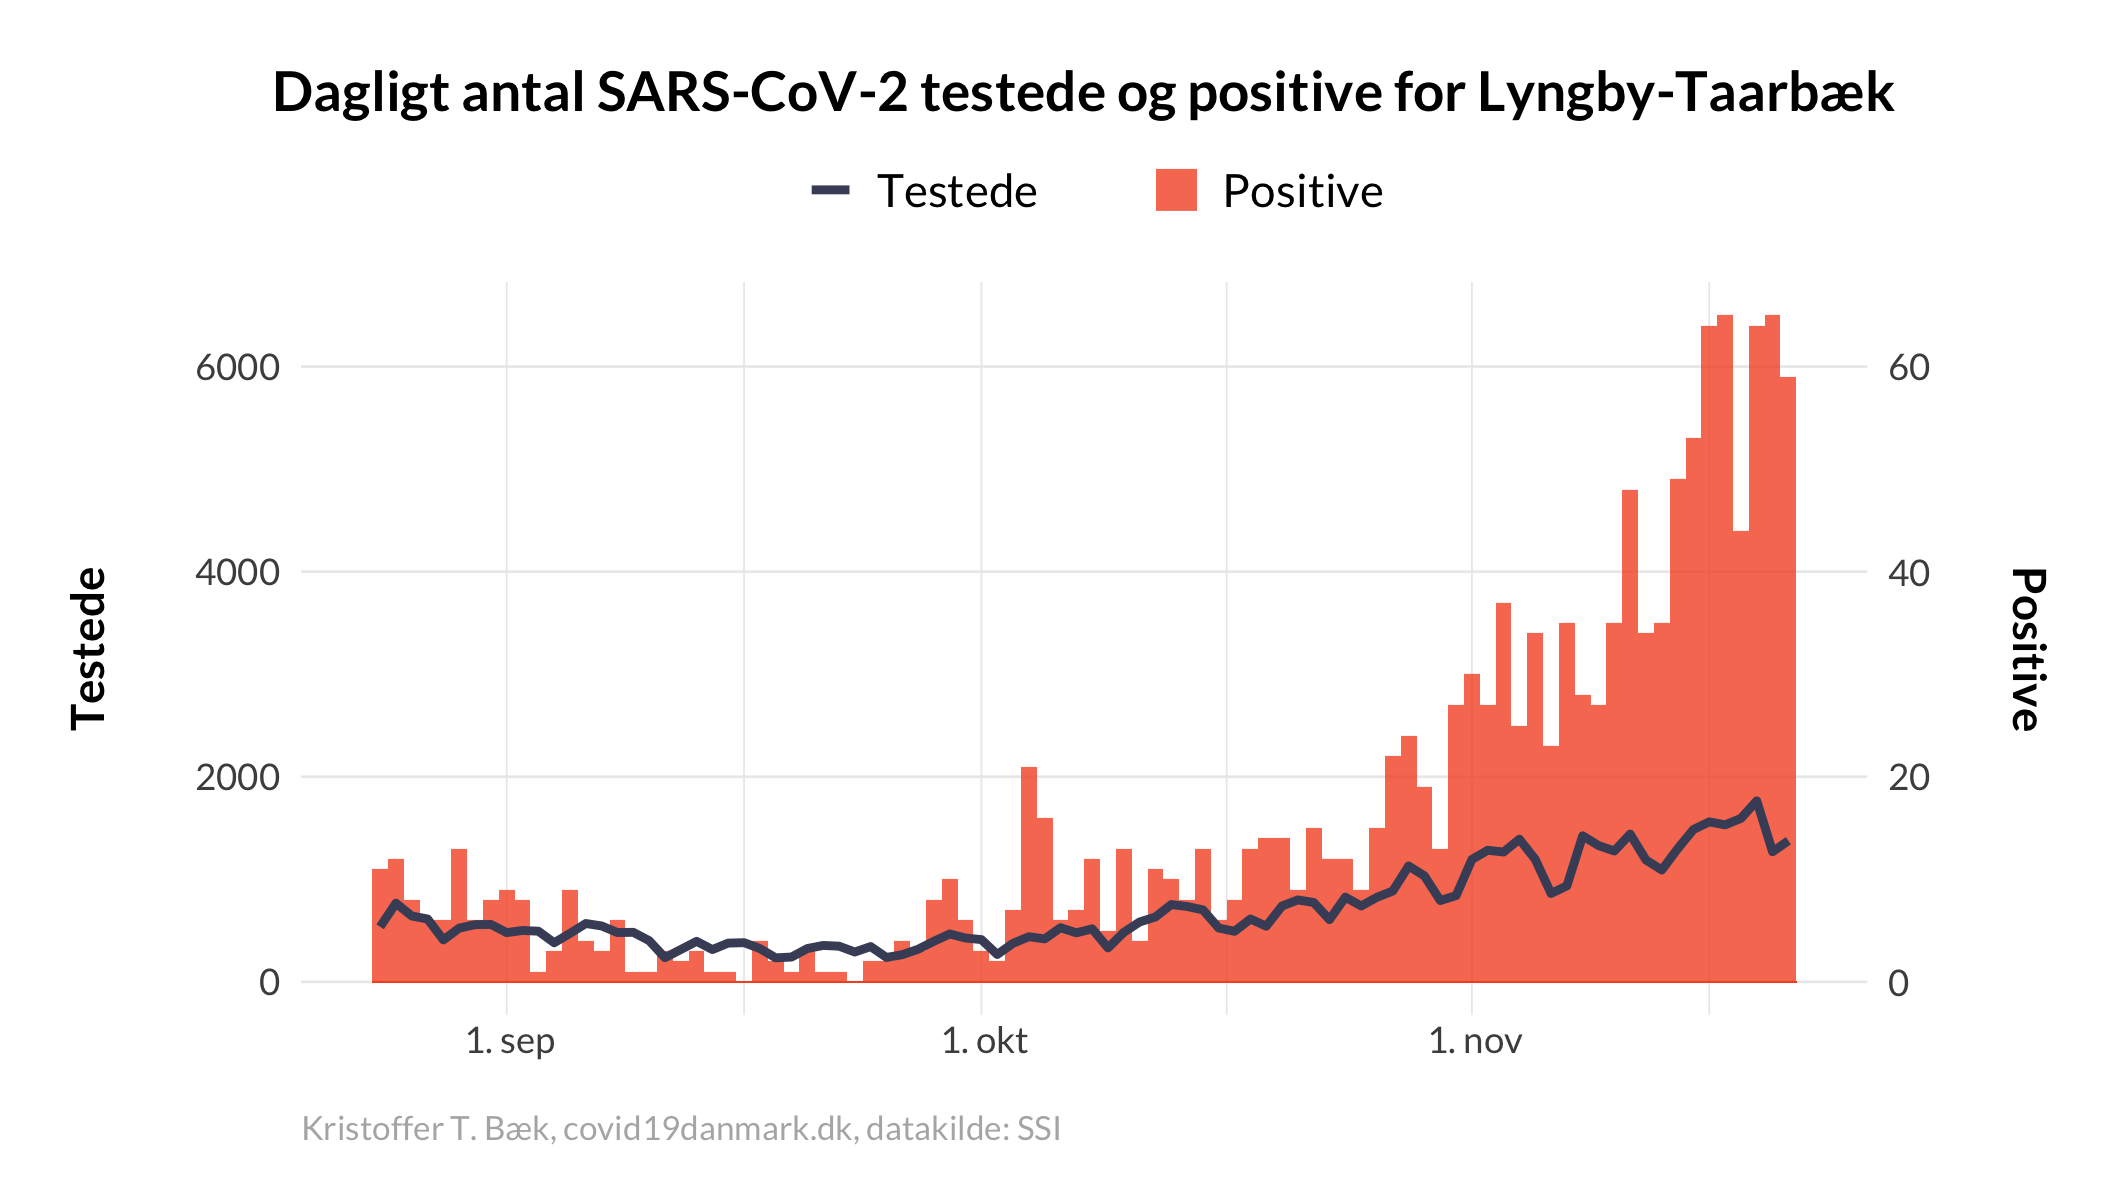 Dagligt antal SARS-CoV-2 testede og positive for Lyngby-Taarbæk
Testede
Positive
6000
4000
2000
0
Testede
60
40
20
0
Positive
1. sep
1. okt
1. nov
Kristoffer T. Bæk, covid19danmark.dk, datakilde: SSI